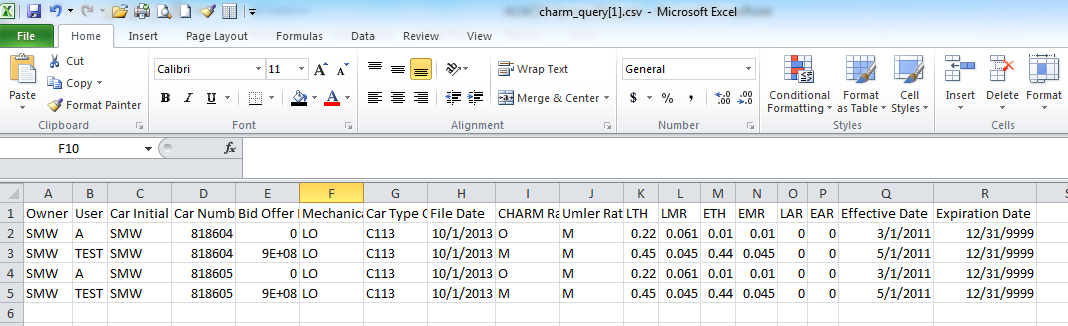 charm_query[1].csv - Microsoft Excel
File Home Insert Page Layout Formulas Data Review View
Paste Cut Copy Format Painter Clipboard
Calibri 11 A A B I U A Font
Wrap Text Merge & Center Alignment
General $ % , .00 .0 Number
Conditional Formatting Format as Table Cell Styles Styles
Insert Delete Format Cells
F10 fx
A B C D E F G H I J K L M N O P Q R S
1 Owner User Car Initial Car Numb Bid Offer Mechanica Car Type C File Date CHARM Ra Umler Rat LTH LMR ETH EMR LAR EAR Effective Date Expiration Date
2 SMW A SMW 818604 0 LO C113 10/1/2013 O M 0.22 0.061 0.01 0.01 0 0 3/1/2011 12/31/9999
3 SMW TEST SMW 818604 9E+08 LO C113 10/1/2013 M M 0.45 0.045 0.44 0.045 0 0 5/1/2011 12/31/9999
4 SMW A SMW 818605 0 LO C113 10/1/2013 O M 0.22 0.061 0.01 0.01 0 0 3/1/2011 12/31/9999
5 SMW TEST SMW 818605 9E+08 LO C113 10/1/2013 M M 0.45 0.045 0.44 0.045 0 0 5/1/2011 12/31/9999
6